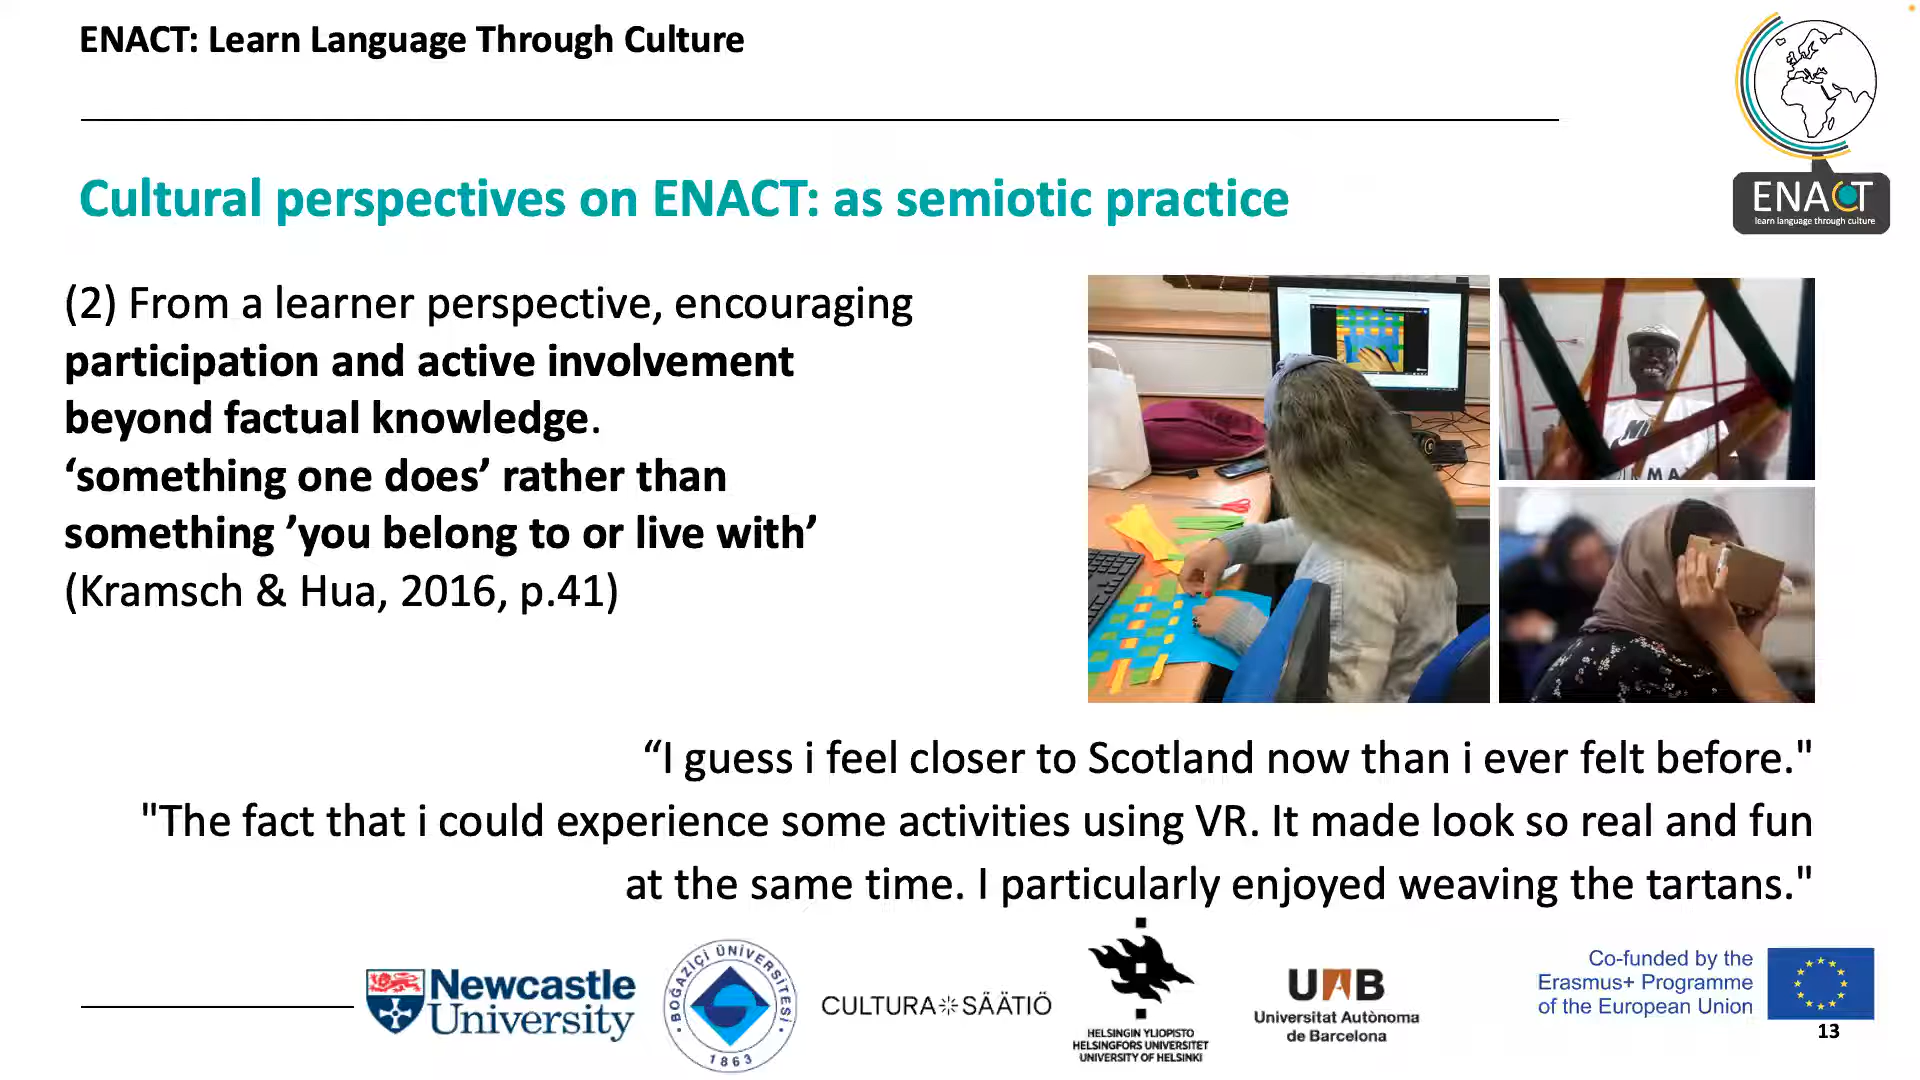 ENACT: Learn Language Through Culture
ENACT
learn language through culture
Cultural perspectives on ENACT: as semiotic practice
(2) From a learner perspective, encouraging
participation and active involvement
beyond factual knowledge.
‘something one does’ rather than
something ’you belong to or live with’
(Kramsch & Hua, 2016, p.41)
“I guess i feel closer to Scotland now than i ever felt before."
"The fact that i could experience some activities using VR. It made look so real and fun
at the same time. I particularly enjoyed weaving the tartans."
Newcastle
University
BOĞAZİÇİ ÜNİVERSİTESİ
1863
CULTURA SÄÄTIÖ
HELSINGIN YLIOPISTO
HELSINGFORS UNIVERSITET
UNIVERSITY OF HELSINKI
UAB
Universitat Autònoma
de Barcelona
Co-funded by the
Erasmus+ Programme
of the European Union
13